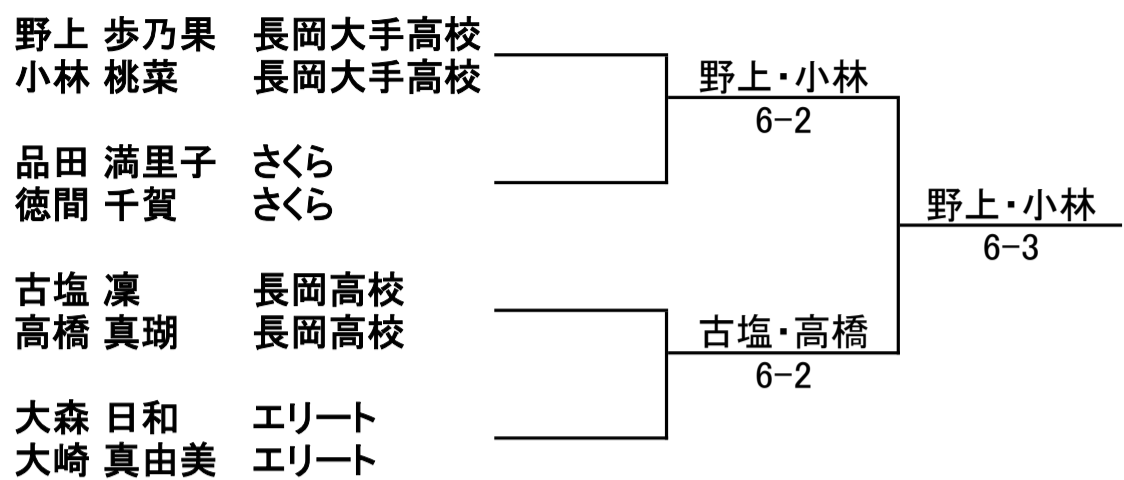 野上 歩乃果 長岡大手高校
小林 桃菜 長岡大手高校
野上・小林
6-2
品田 満里子 さくら
徳間 千賀 さくら
野上・小林
6-3
古塩 凜 長岡高校
高橋 真瑚 長岡高校
古塩・高橋
6-2
大森 日和 エリート
大崎 真由美 エリート